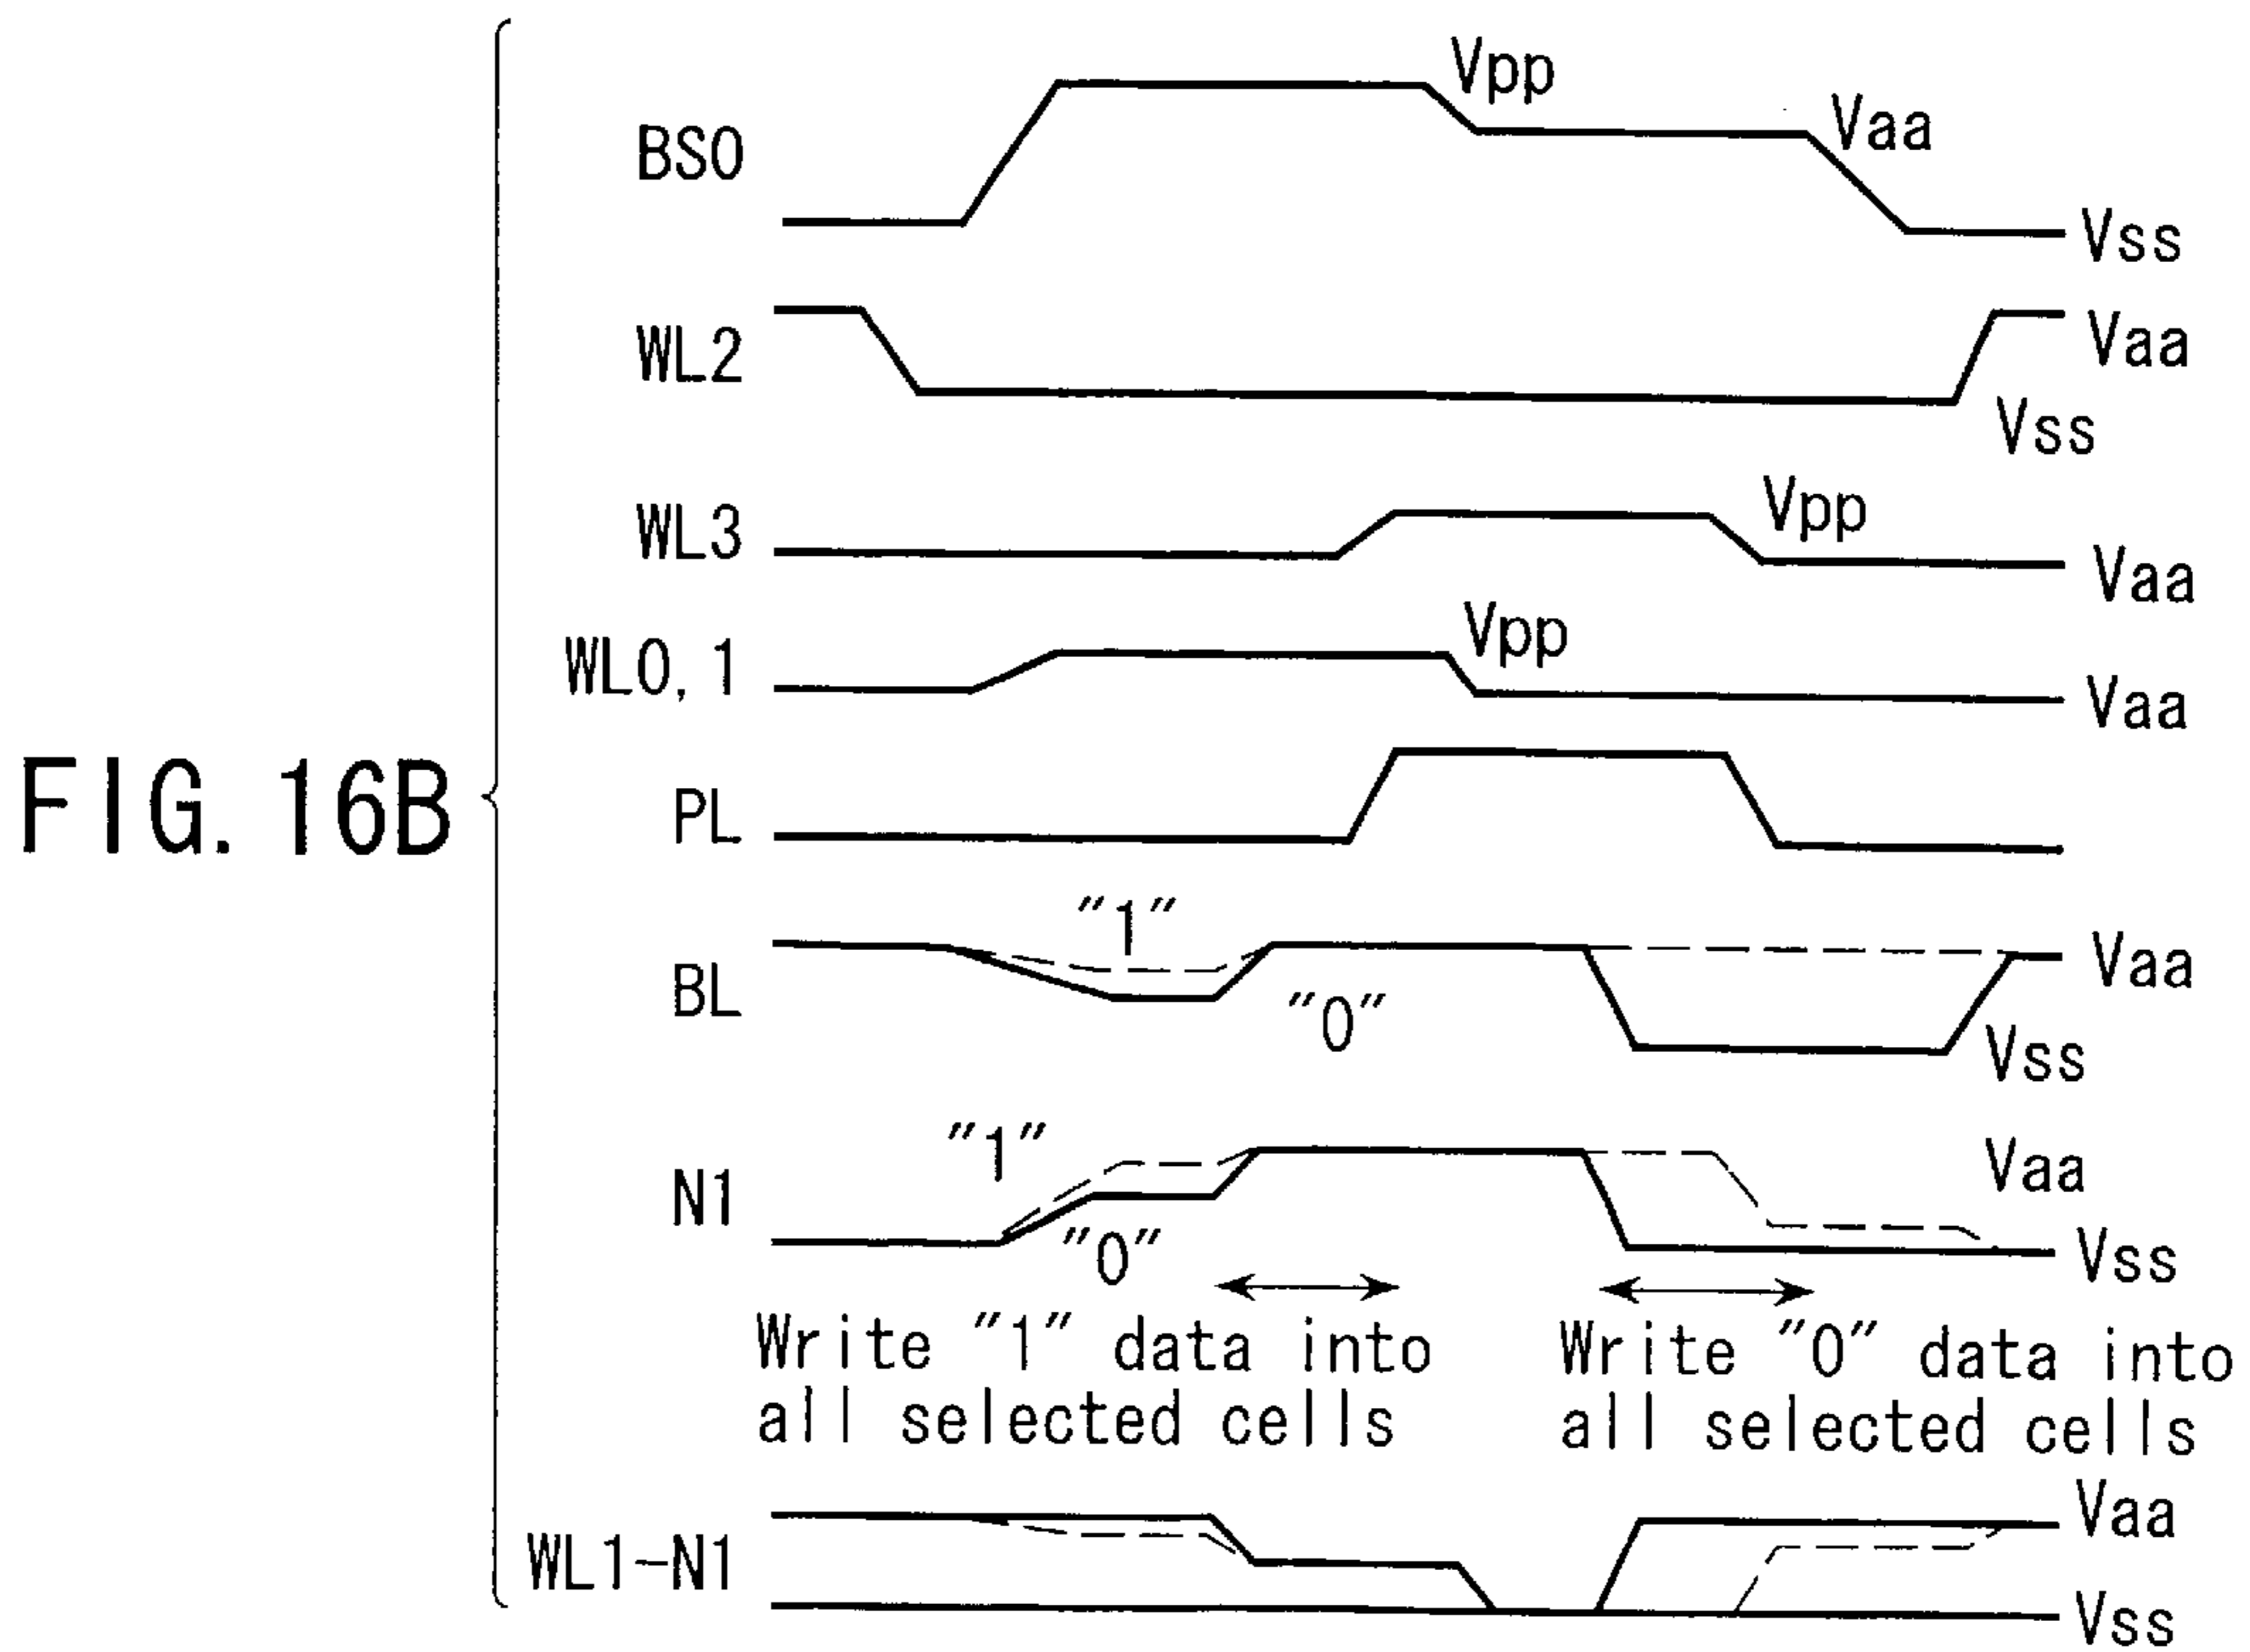 FIG. 16B
BS0
Vpp
Vaa
Vss
WL2
Vaa
Vss
WL3
Vpp
Vaa
WL0, 1
Vpp
Vaa
PL
BL
"1"
"0"
Vaa
Vss
N1
"1"
"0"
Vaa
Vss
Write "1" data into
all selected cells
Write "0" data into
all selected cells
WL1-N1
Vaa
Vss